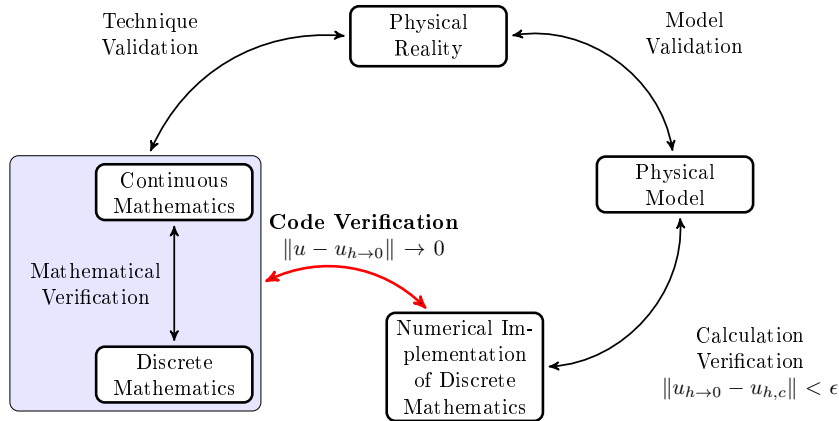 Technique
Validation
Physical
Reality
Model
Validation
Continuous
Mathematics
Mathematical
Verification
Discrete
Mathematics
Code Verification
‖u − u_{h→0}‖ → 0
Numerical Im-
plementation
of Discrete
Mathematics
Physical
Model
Calculation
Verification
‖u_{h→0} − u_{h,c}‖ < ϵ